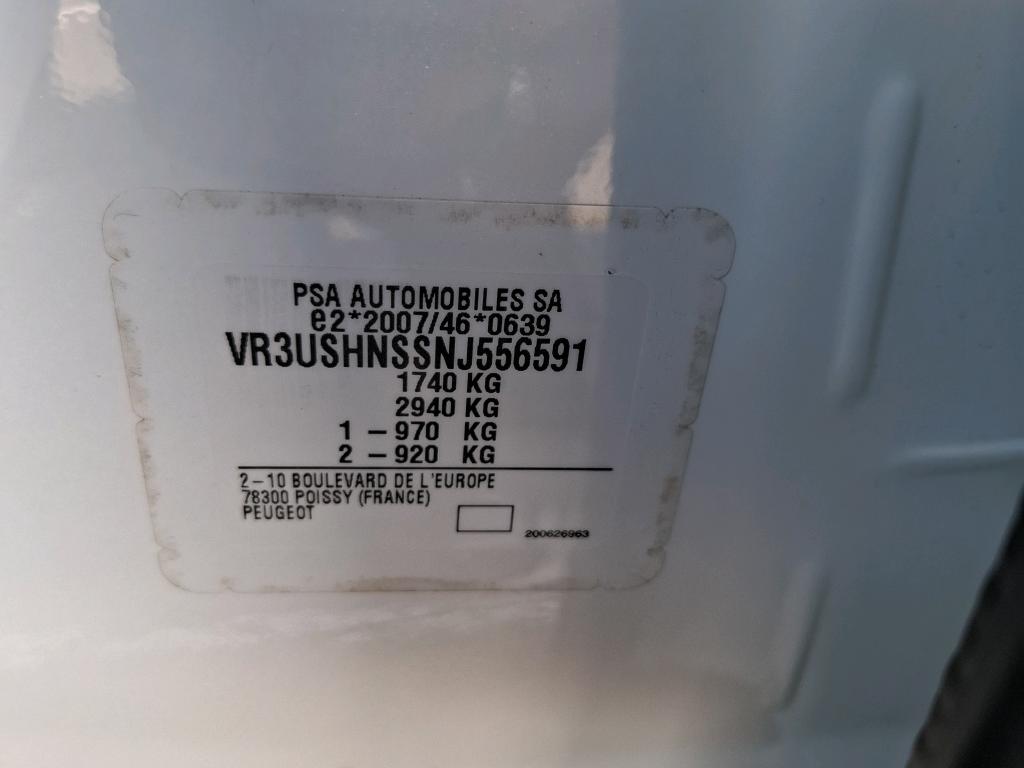 PSA AUTOMOBILES SA
e2*2007/46*0639
VR3USHNSSNJ556591
1740 KG
2940 KG
1 – 970 KG
2 – 920 KG
2–10 BOULEVARD DE L'EUROPE
78300 POISSY (FRANCE)
PEUGEOT
200626963